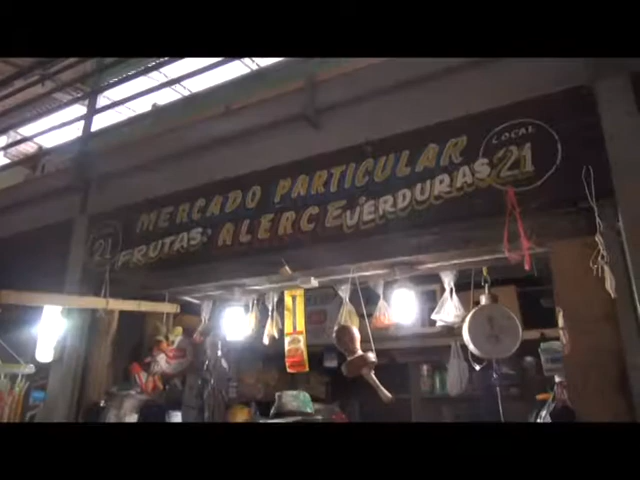 MERCADO PARTICULAR
LOCAL
21
21
FRUTAS: ALERCE VERDURAS